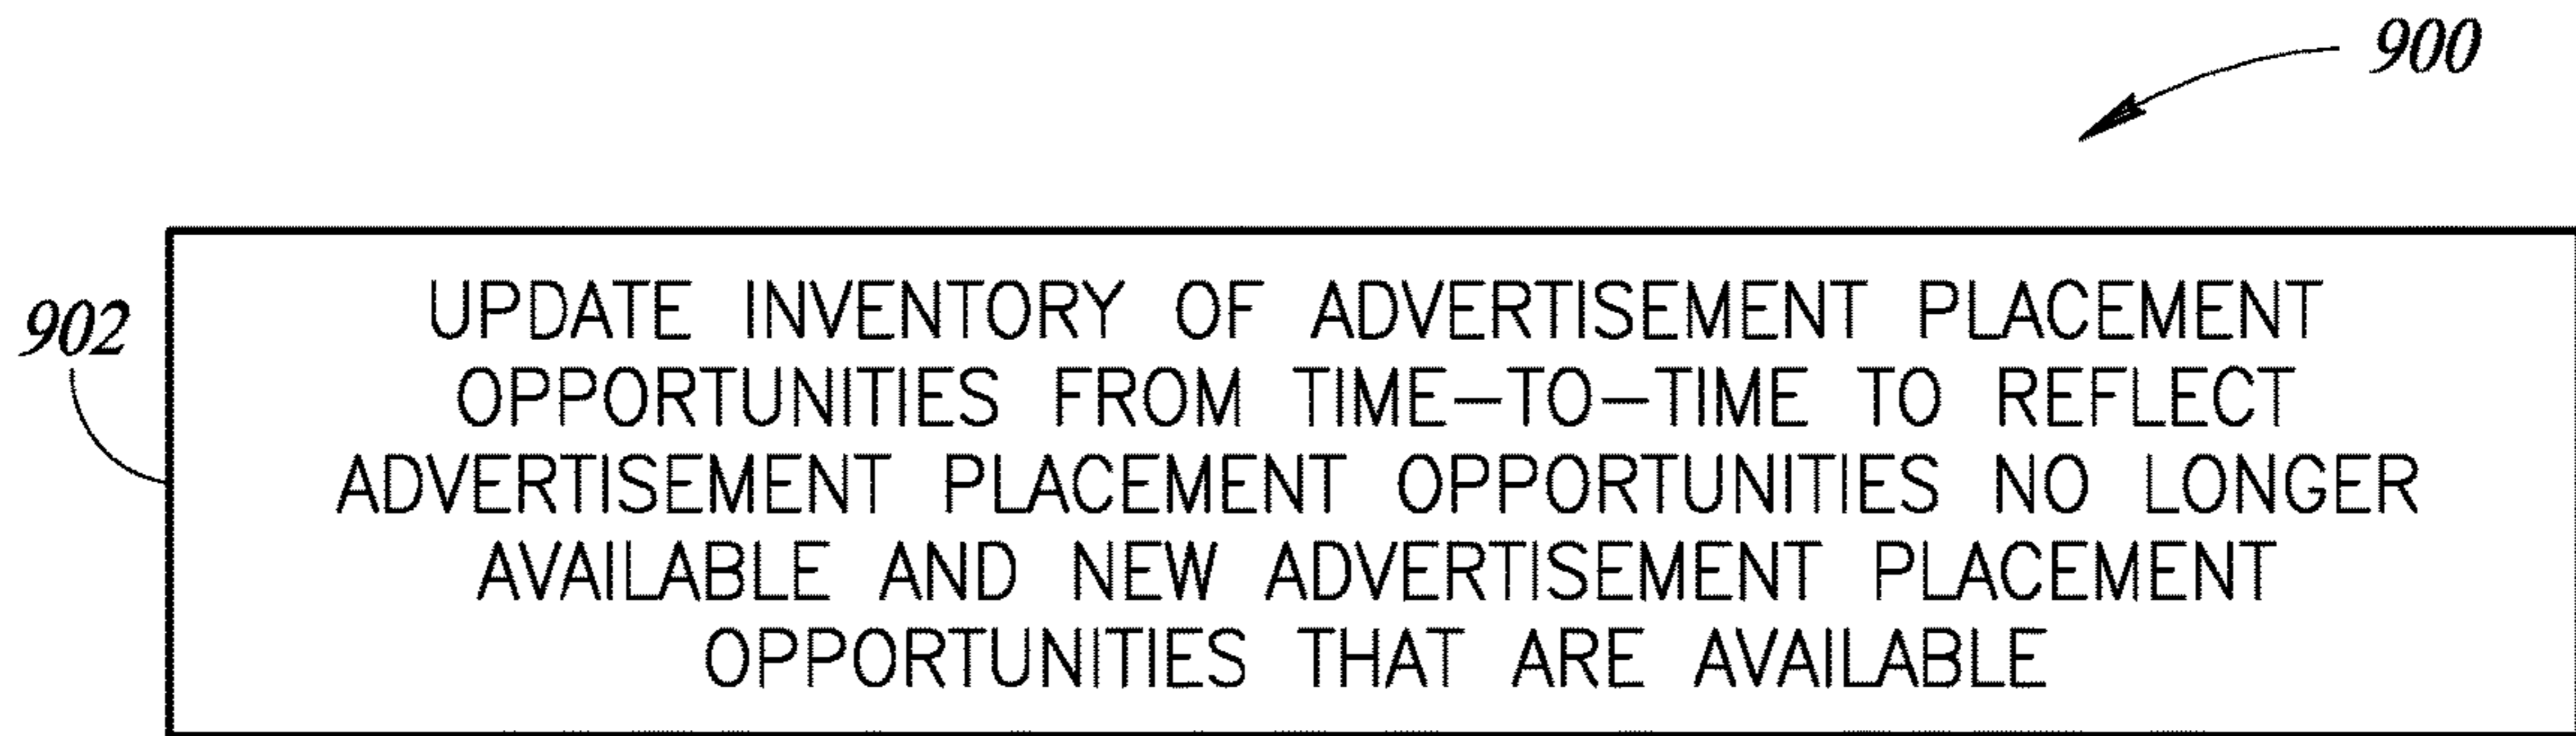 900
902
UPDATE INVENTORY OF ADVERTISEMENT PLACEMENT
OPPORTUNITIES FROM TIME-TO-TIME TO REFLECT
ADVERTISEMENT PLACEMENT OPPORTUNITIES NO LONGER
AVAILABLE AND NEW ADVERTISEMENT PLACEMENT
OPPORTUNITIES THAT ARE AVAILABLE